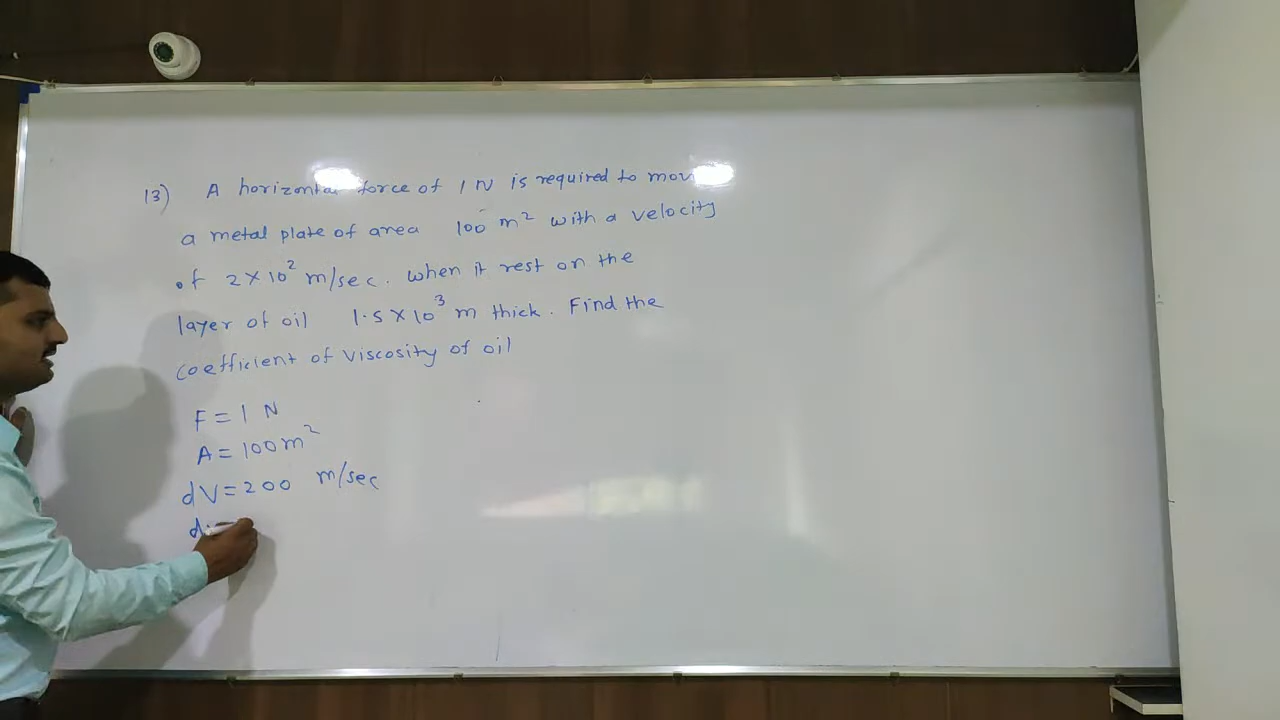 13) A horizontal force of 1 N is required to mov
a metal plate of area 100 m² with a velocity
of 2 × 10² m/sec. when it rest on the
layer of oil 1.5 × 10³ m thick. Find the
coefficient of viscosity of oil
F = 1 N
A = 100 m²
dV = 200 m/sec
d